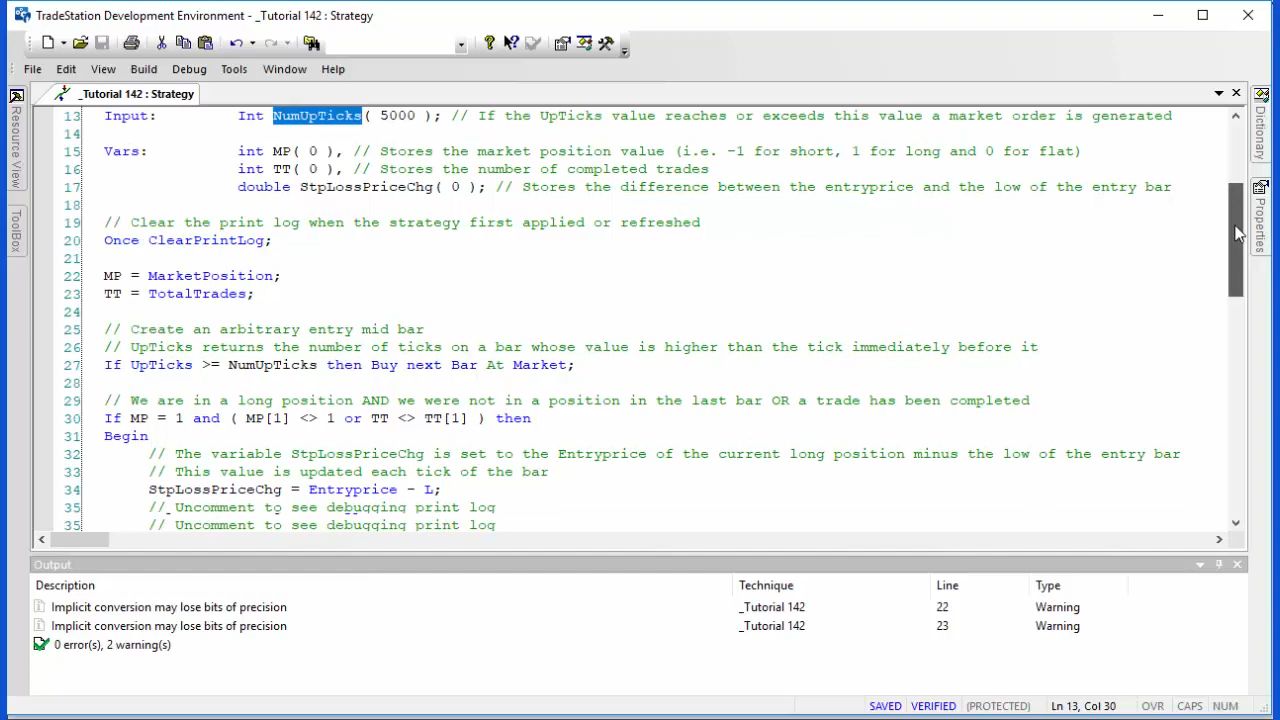 TradeStation Development Environment - _Tutorial 142 : Strategy
File Edit View Build Debug Tools Window Help
_Tutorial 142 : Strategy
Resource View
ToolBox
Dictionary
Properties
13 Input: Int NumUpTicks( 5000 ); // If the UpTicks value reaches or exceeds this value a market order is generated
14
15 Vars: int MP( 0 ), // Stores the market position value (i.e. -1 for short, 1 for long and 0 for flat)
16 int TT( 0 ), // Stores the number of completed trades
17 double StpLossPriceChg( 0 ); // Stores the difference between the entryprice and the low of the entry bar
18
19 // Clear the print log when the strategy first applied or refreshed
20 Once ClearPrintLog;
21
22 MP = MarketPosition;
23 TT = TotalTrades;
24
25 // Create an arbitrary entry mid bar
26 // UpTicks returns the number of ticks on a bar whose value is higher than the tick immediately before it
27 If UpTicks >= NumUpTicks then Buy next Bar At Market;
28
29 // We are in a long position AND we were not in a position in the last bar OR a trade has been completed
30 If MP = 1 and ( MP[1] <> 1 or TT <> TT[1] ) then
31 Begin
32 // The variable StpLossPriceChg is set to the Entryprice of the current long position minus the low of the entry bar
33 // This value is updated each tick of the bar
34 StpLossPriceChg = Entryprice - L;
35 // Uncomment to see debugging print log
35 // Uncomment to see debugging print log
Output
Description Technique Line Type
Implicit conversion may lose bits of precision _Tutorial 142 22 Warning
Implicit conversion may lose bits of precision _Tutorial 142 23 Warning
0 error(s), 2 warning(s)
SAVED VERIFIED (PROTECTED) Ln 13, Col 30 OVR CAPS NUM